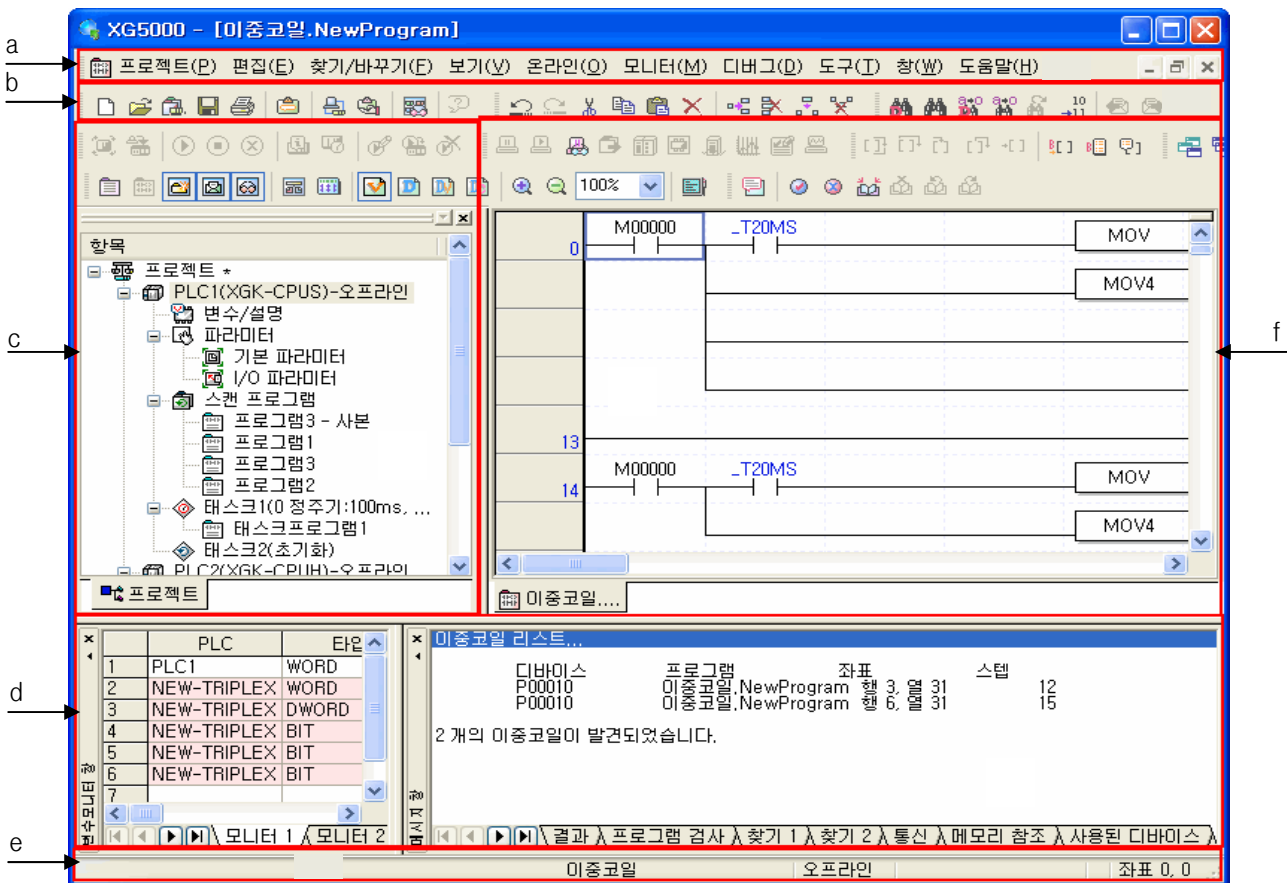 XG5000 - [이중코일.NewProgram]
a
프로젝트(P) 편집(E) 찾기/바꾸기(F) 보기(V) 온라인(O) 모니터(M) 디버그(D) 도구(T) 창(W) 도움말(H)
b
100%
항목
프로젝트 *
PLC1(XGK-CPUS)-오프라인
변수/설명
파라미터
기본 파라미터
I/O 파라미터
스캔 프로그램
프로그램3 - 사본
프로그램1
프로그램3
프로그램2
태스크1(0 정주기:100ms, ...
태스크프로그램1
태스크2(초기화)
PLC2(XGK-CPUH)-오프라인
프로젝트
c
M00000 _T20MS MOV
0
MOV4
13
M00000 _T20MS MOV
14
MOV4
이중코일....
f
d
PLC 타입
1 PLC1 WORD
2 NEW-TRIPLEX WORD
3 NEW-TRIPLEX DWORD
4 NEW-TRIPLEX BIT
5 NEW-TRIPLEX BIT
6 NEW-TRIPLEX BIT
7
모니터 1 모니터 2
이중코일 리스트...
디바이스 프로그램 좌표 스텝
P00010 이중코일.NewProgram 행 3, 열 31 12
P00010 이중코일.NewProgram 행 6, 열 31 15
2 개의 이중코일이 발견되었습니다.
결과 프로그램 검사 찾기 1 찾기 2 통신 메모리 참조 사용된 디바이스
e
이중코일 오프라인 좌표 0, 0